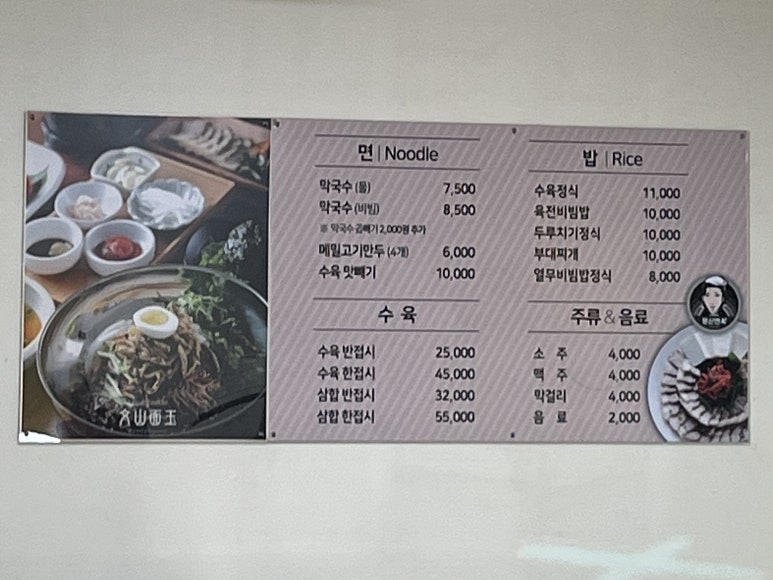 면 | Noodle
막국수 (물) 7,500
막국수 (비빔) 8,500
※ 막국수 곱빼기 2,000원 추가
메밀고기만두 (4개) 6,000
수육 맛빼기 10,000
수 육
수육 반접시 25,000
수육 한접시 45,000
삼합 반접시 32,000
삼합 한접시 55,000
밥 | Rice
수육정식 11,000
육전비빔밥 10,000
두루치기정식 10,000
부대찌개 10,000
열무비빔밥정식 8,000
주류 & 음료
소 주 4,000
맥 주 4,000
막걸리 4,000
음 료 2,000
文山面王